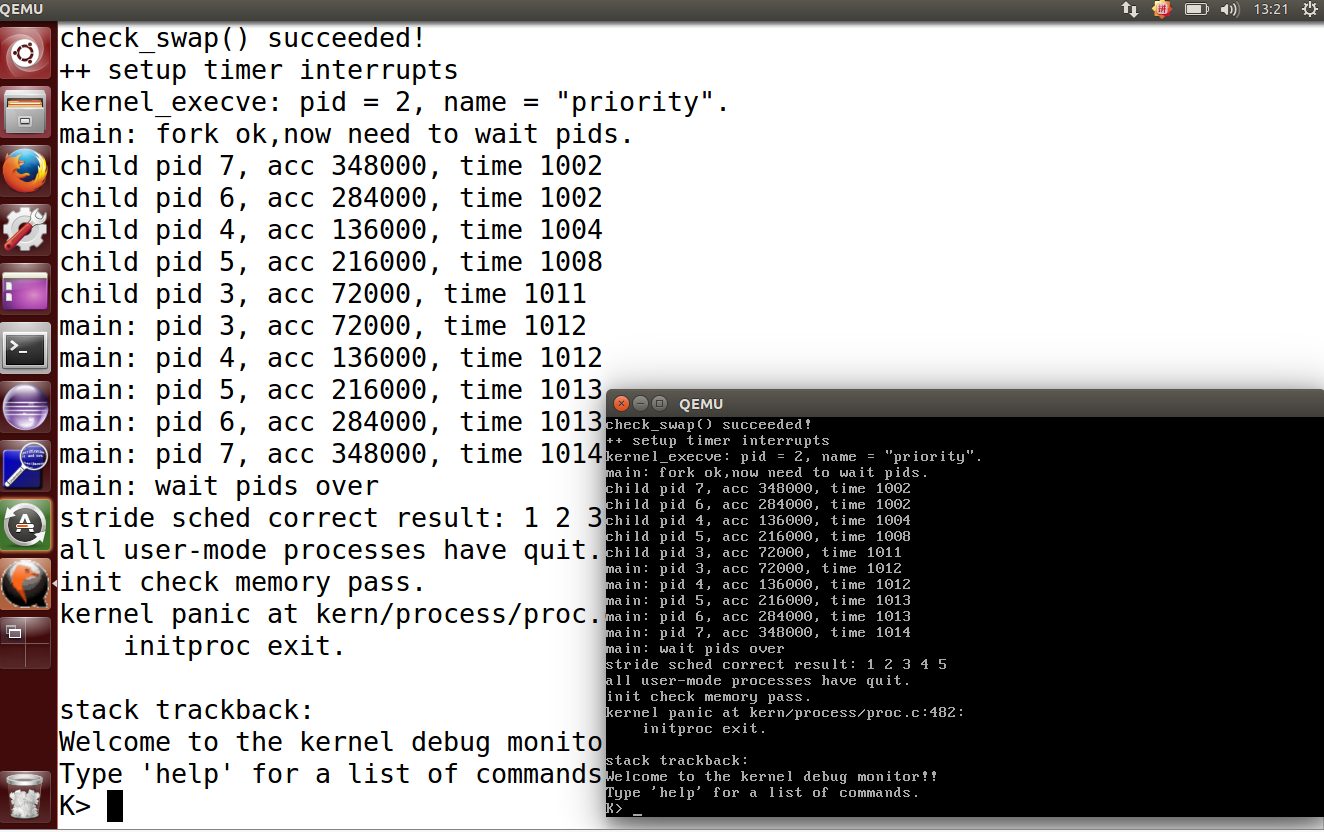 QEMU
13:21
check_swap() succeeded!
++ setup timer interrupts
kernel_execve: pid = 2, name = "priority".
main: fork ok,now need to wait pids.
child pid 7, acc 348000, time 1002
child pid 6, acc 284000, time 1002
child pid 4, acc 136000, time 1004
child pid 5, acc 216000, time 1008
child pid 3, acc 72000, time 1011
main: pid 3, acc 72000, time 1012
main: pid 4, acc 136000, time 1012
main: pid 5, acc 216000, time 1013
main: pid 6, acc 284000, time 1013
main: pid 7, acc 348000, time 1014
main: wait pids over
stride sched correct result: 1 2 3
all user-mode processes have quit.
init check memory pass.
kernel panic at kern/process/proc.
initproc exit.
stack trackback:
Welcome to the kernel debug monito
Type 'help' for a list of commands
K>
QEMU
check_swap() succeeded!
++ setup timer interrupts
kernel_execve: pid = 2, name = "priority".
main: fork ok,now need to wait pids.
child pid 7, acc 348000, time 1002
child pid 6, acc 284000, time 1002
child pid 4, acc 136000, time 1004
child pid 5, acc 216000, time 1008
child pid 3, acc 72000, time 1011
main: pid 3, acc 72000, time 1012
main: pid 4, acc 136000, time 1012
main: pid 5, acc 216000, time 1013
main: pid 6, acc 284000, time 1013
main: pid 7, acc 348000, time 1014
main: wait pids over
stride sched correct result: 1 2 3 4 5
all user-mode processes have quit.
init check memory pass.
kernel panic at kern/process/proc.c:482:
initproc exit.
stack trackback:
Welcome to the kernel debug monitor!!
Type 'help' for a list of commands.
K> _